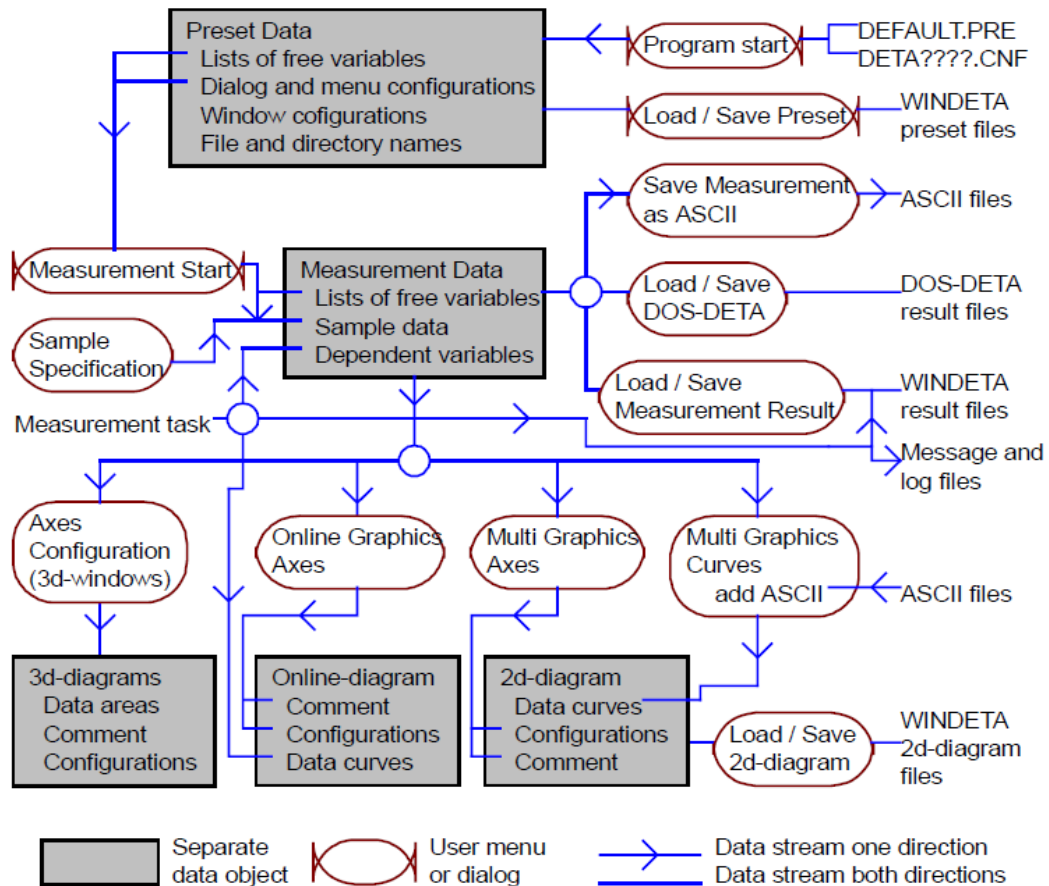 Preset Data
Lists of free variables
Dialog and menu configurations
Window cofigurations
File and directory names
Program start
DEFAULT.PRE
DETA????.CNF
Load / Save Preset
WINDETA
preset files
Save Measurement
as ASCII
ASCII files
Measurement Start
Measurement Data
Lists of free variables
Sample data
Dependent variables
Load / Save
DOS-DETA
DOS-DETA
result files
Sample
Specification
Load / Save
Measurement Result
WINDETA
result files
Measurement task
Message and
log files
Axes
Configuration
(3d-windows)
Online Graphics
Axes
Multi Graphics
Axes
Multi Graphics
Curves
add ASCII
ASCII files
3d-diagrams
Data areas
Comment
Configurations
Online-diagram
Comment
Configurations
Data curves
2d-diagram
Data curves
Configurations
Comment
Load / Save
2d-diagram
WINDETA
2d-diagram
files
Separate
data object
User menu
or dialog
Data stream one direction
Data stream both directions